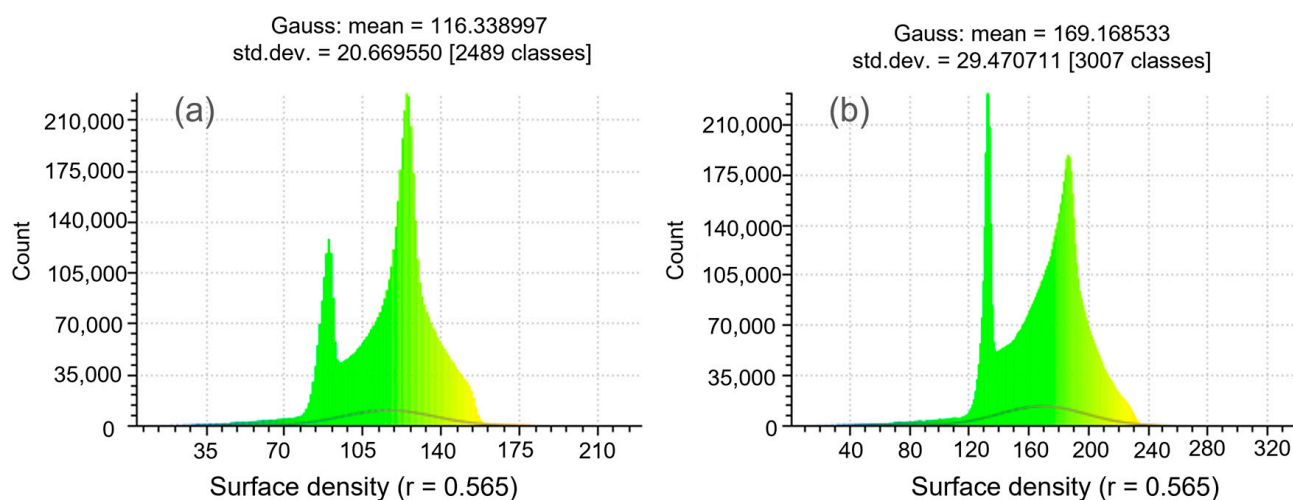 Gauss: mean = 116.338997
std.dev. = 20.669550 [2489 classes]
(a)
210,000
175,000
140,000
105,000
70,000
35,000
0
Count
35 70 105 140 175 210
Surface density (r = 0.565)
Gauss: mean = 169.168533
std.dev. = 29.470711 [3007 classes]
(b)
210,000
175,000
140,000
105,000
70,000
35,000
0
Count
40 80 120 160 200 240 280 320
Surface density (r = 0.565)